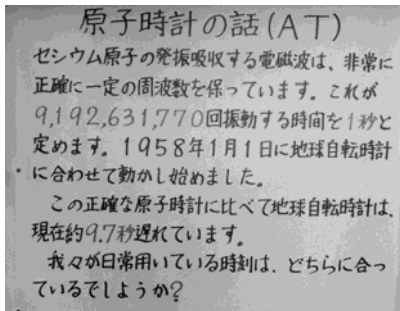 原子時計の話(AT)
セシウム原子の発振吸収する電磁波は、非常に
正確に一定の周波数を保っています。これが
9,192,631,770回振動する時間を1秒と
定めます。1958年1月1日に地球自転時計
に合わせて動かし始めました。
この正確な原子時計に比べて地球自転時計は、
現在約9.7秒遅れています。
我々が日常用いている時刻は、どちらに合っ
ているでしようか?